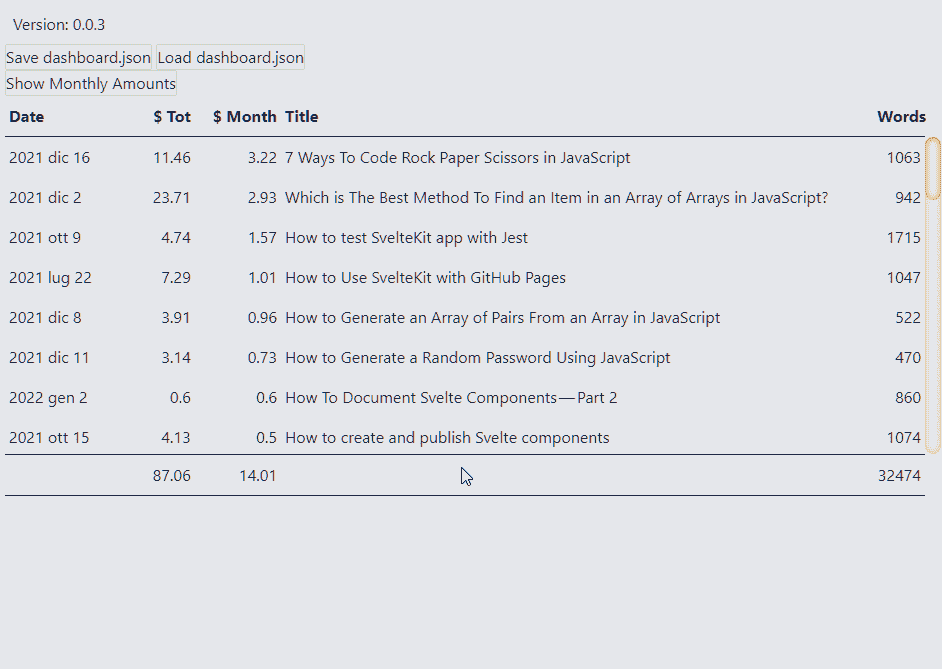 Version: 0.0.3
Save dashboard.json Load dashboard.json
Show Monthly Amounts
Date $ Tot $ Month Title Words
2021 dic 16 11.46 3.22 7 Ways To Code Rock Paper Scissors in JavaScript 1063
2021 dic 2 23.71 2.93 Which is The Best Method To Find an Item in an Array of Arrays in JavaScript? 942
2021 ott 9 4.74 1.57 How to test SvelteKit app with Jest 1715
2021 lug 22 7.29 1.01 How to Use SvelteKit with GitHub Pages 1047
2021 dic 8 3.91 0.96 How to Generate an Array of Pairs From an Array in JavaScript 522
2021 dic 11 3.14 0.73 How to Generate a Random Password Using JavaScript 470
2022 gen 2 0.6 0.6 How To Document Svelte Components — Part 2 860
2021 ott 15 4.13 0.5 How to create and publish Svelte components 1074
87.06 14.01 32474